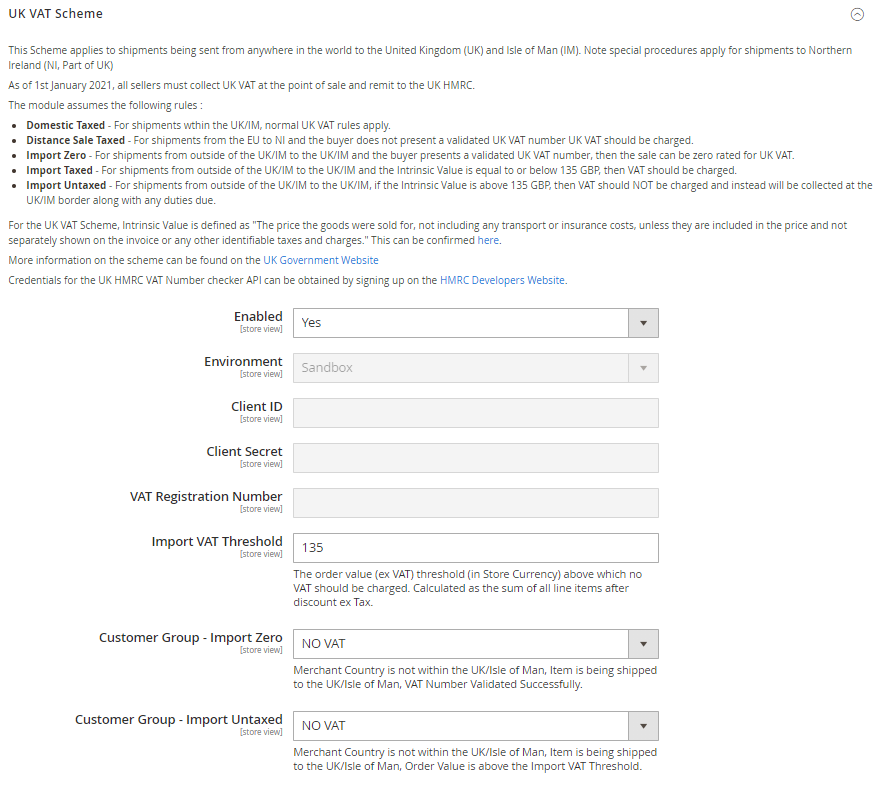 UK VAT Scheme
This Scheme applies to shipments being sent from anywhere in the world to the United Kingdom (UK) and Isle of Man (IM). Note special procedures apply for shipments to Northern
Ireland (NI, Part of UK)
As of 1st January 2021, all sellers must collect UK VAT at the point of sale and remit to the UK HMRC.
The module assumes the following rules :
• Domestic Taxed - For shipments wthin the UK/IM, normal UK VAT rules apply.
• Distance Sale Taxed - For shipments from the EU to NI and the buyer does not present a validated UK VAT number UK VAT should be charged.
• Import Zero - For shipments from outside of the UK/IM to the UK/IM and the buyer presents a validated UK VAT number, then the sale can be zero rated for UK VAT.
• Import Taxed - For shipments from outside of the UK/IM to the UK/IM and the Intrinsic Value is equal to or below 135 GBP, then VAT should be charged.
• Import Untaxed - For shipments from outside of the UK/IM to the UK/IM, if the Intrinsic Value is above 135 GBP, then VAT should NOT be charged and instead will be collected at the
UK/IM border along with any duties due.
For the UK VAT Scheme, Intrinsic Value is defined as "The price the goods were sold for, not including any transport or insurance costs, unless they are included in the price and not
separately shown on the invoice or any other identifiable taxes and charges." This can be confirmed here.
More information on the scheme can be found on the UK Government Website
Credentials for the UK HMRC VAT Number checker API can be obtained by signing up on the HMRC Developers Website.
Enabled
[store view]
Yes
Environment
[store view]
Sandbox
Client ID
[store view]
Client Secret
[store view]
VAT Registration Number
[store view]
Import VAT Threshold
[store view]
135
The order value (ex VAT) threshold (in Store Currency) above which no
VAT should be charged. Calculated as the sum of all line items after
discount ex Tax.
Customer Group - Import Zero
[store view]
NO VAT
Merchant Country is not within the UK/Isle of Man, Item is being shipped
to the UK/Isle of Man, VAT Number Validated Successfully.
Customer Group - Import Untaxed
[store view]
NO VAT
Merchant Country is not within the UK/Isle of Man, Item is being shipped
to the UK/Isle of Man, Order Value is above the Import VAT Threshold.